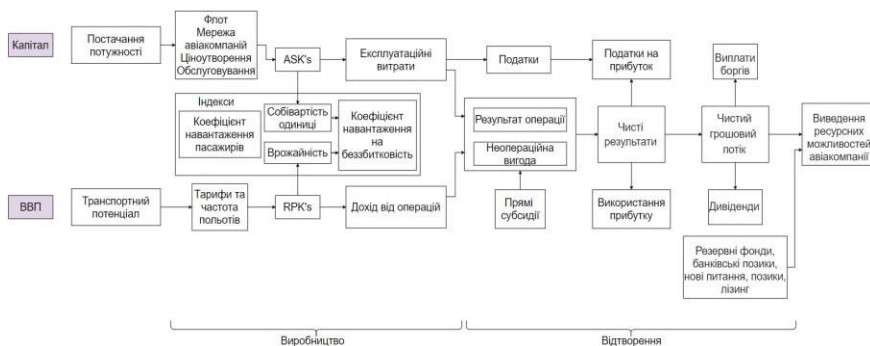 Капітал
Постачання
потужності
Флот
Мережа
авіакомпаній
Ціноутворення
Обслуговування
ASK's
Експлуатаційні
витрати
Податки
Податки на
прибуток
Виплати
боргів
Індекси
Коефіцієнт
навантаження
пасажирів
Собівартість
одиниці
Врожайність
Коефіцієнт
навантаження
на
беззбитковість
Результат операції
Неопераційна
вигода
Чисті
результати
Чистий
грошовий
потік
Виведення
ресурсних
можливостей
авіакомпанії
ВВП
Транспортний
потенціал
Тарифи та
частота
польотів
RPK's
Дохід від операцій
Прямі
субсидії
Використання
прибутку
Дивіденди
Резервні фонди,
банківські позики,
нові питання, позики,
лізинг
Виробництво
Відтворення